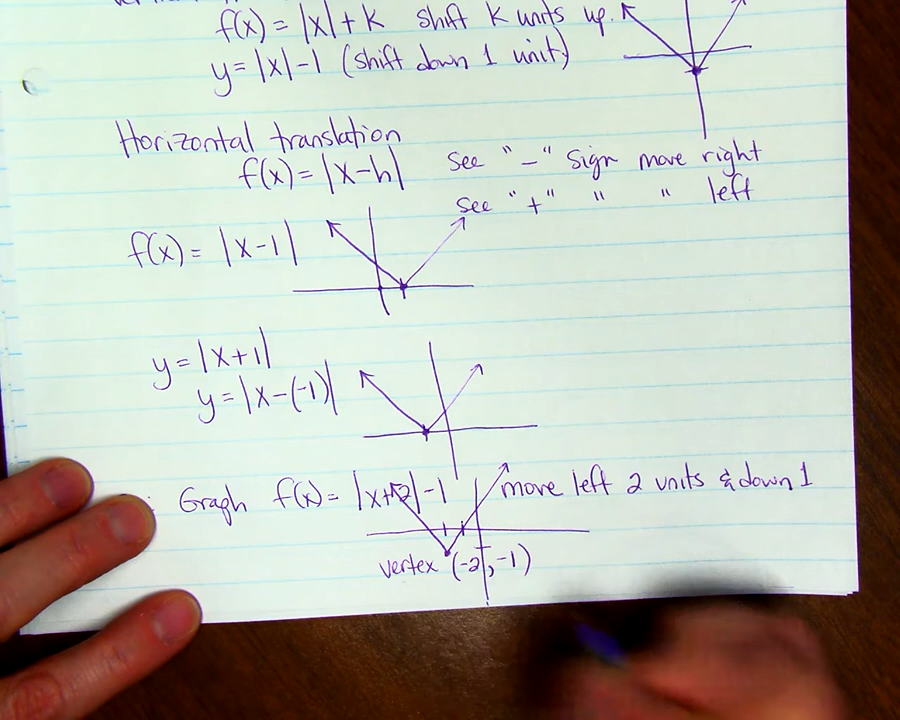 f(x) = |x| + k shift k units up.
y = |x| - 1 (shift down 1 unit)
Horizontal translation
f(x) = |x - h| see "-" sign move right
see "+" " " left
f(x) = |x - 1|
y = |x + 1|
y = |x - (-1)|
: Graph f(x) = |x+2| - 1 move left 2 units & down 1
vertex (-2, -1)